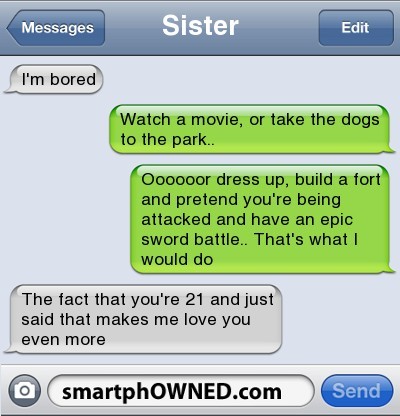 Messages
Sister
Edit
I'm bored
Watch a movie, or take the dogs
to the park..
Oooooor dress up, build a fort
and pretend you're being
attacked and have an epic
sword battle.. That's what I
would do
The fact that you're 21 and just
said that makes me love you
even more
smartphOWNED.com
Send